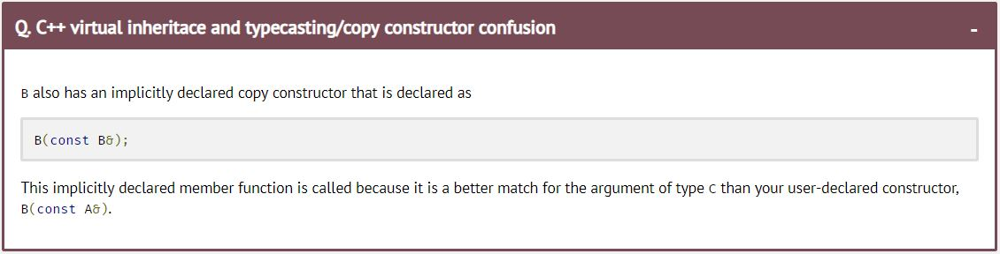 Q. C++ virtual inheritace and typecasting/copy constructor confusion
-
B also has an implicitly declared copy constructor that is declared as
B(const B&);
This implicitly declared member function is called because it is a better match for the argument of type C than your user-declared constructor,
B(const A&).